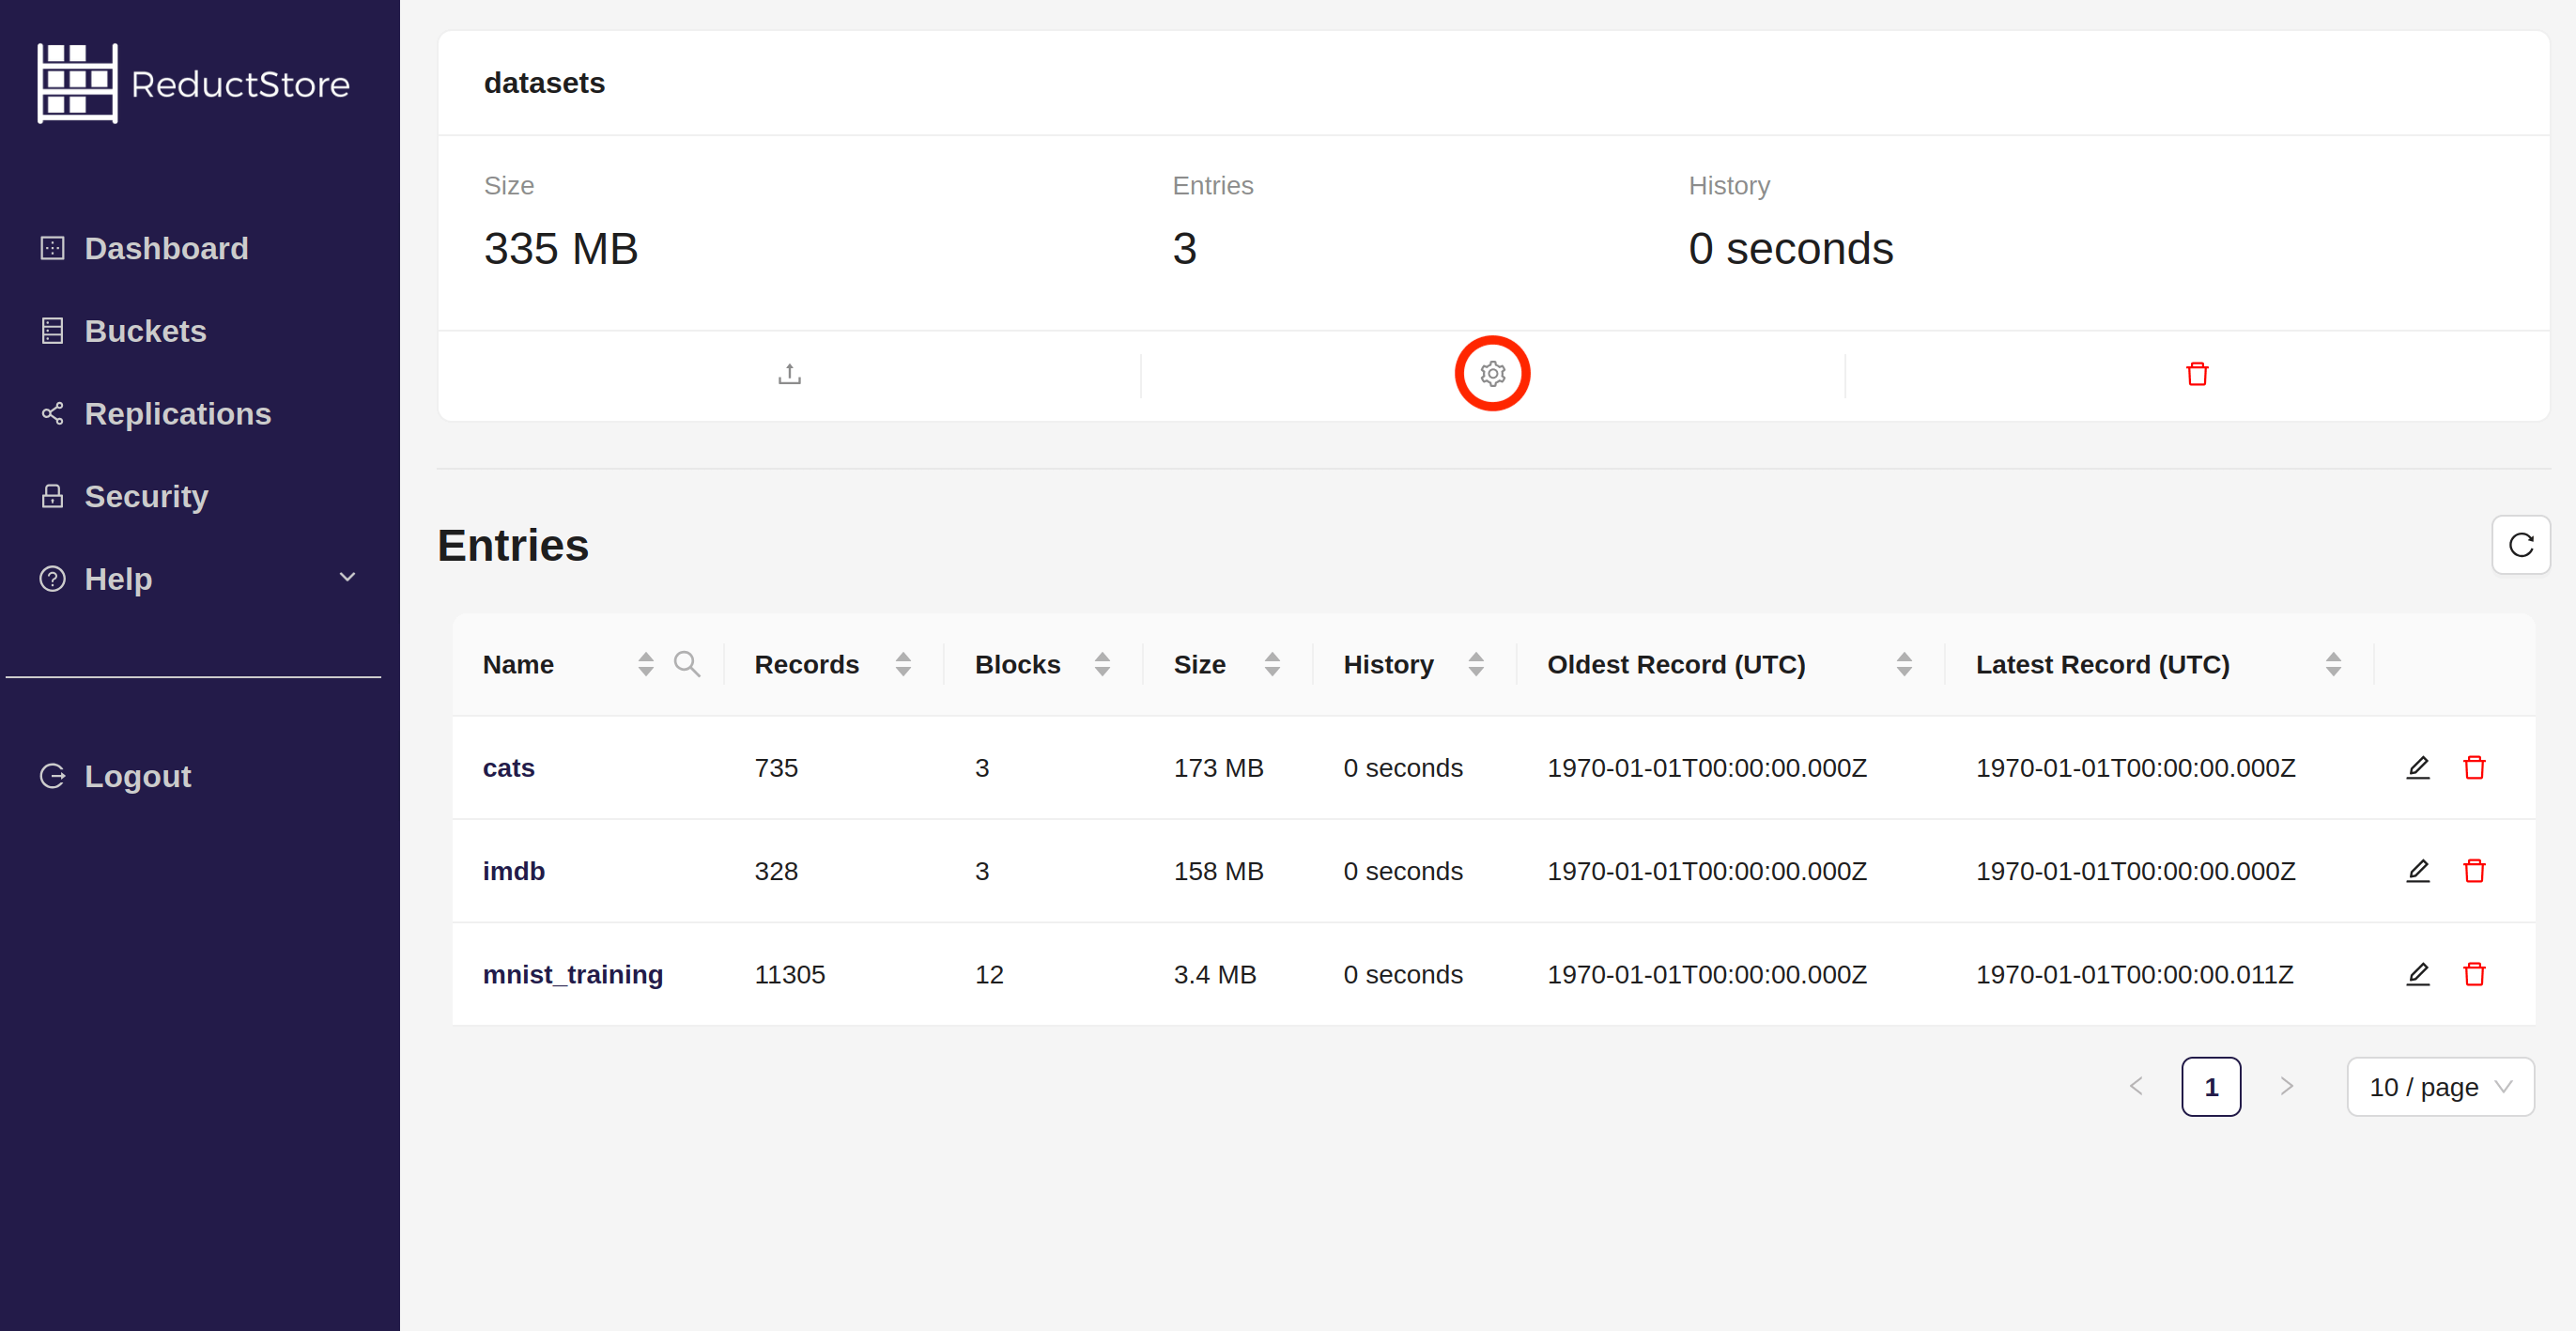 ReductStore
Dashboard
Buckets
Replications
Security
Help
Logout
datasets
Size Entries History
335 MB 3 0 seconds
Entries
Name Records Blocks Size History Oldest Record (UTC) Latest Record (UTC)
cats 735 3 173 MB 0 seconds 1970-01-01T00:00:00.000Z 1970-01-01T00:00:00.000Z
imdb 328 3 158 MB 0 seconds 1970-01-01T00:00:00.000Z 1970-01-01T00:00:00.000Z
mnist_training 11305 12 3.4 MB 0 seconds 1970-01-01T00:00:00.000Z 1970-01-01T00:00:00.011Z
1 10 / page